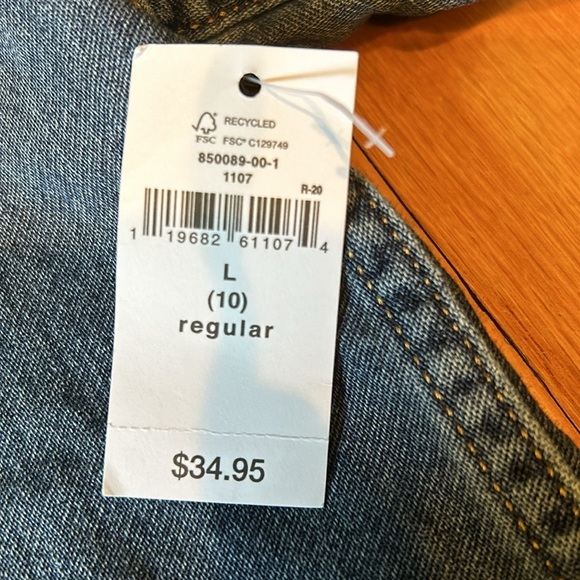 RECYCLED
FSC FSC® C129749
850089-00-1
1107
R-20
1 19682 61107 4
L
(10)
regular
$34.95